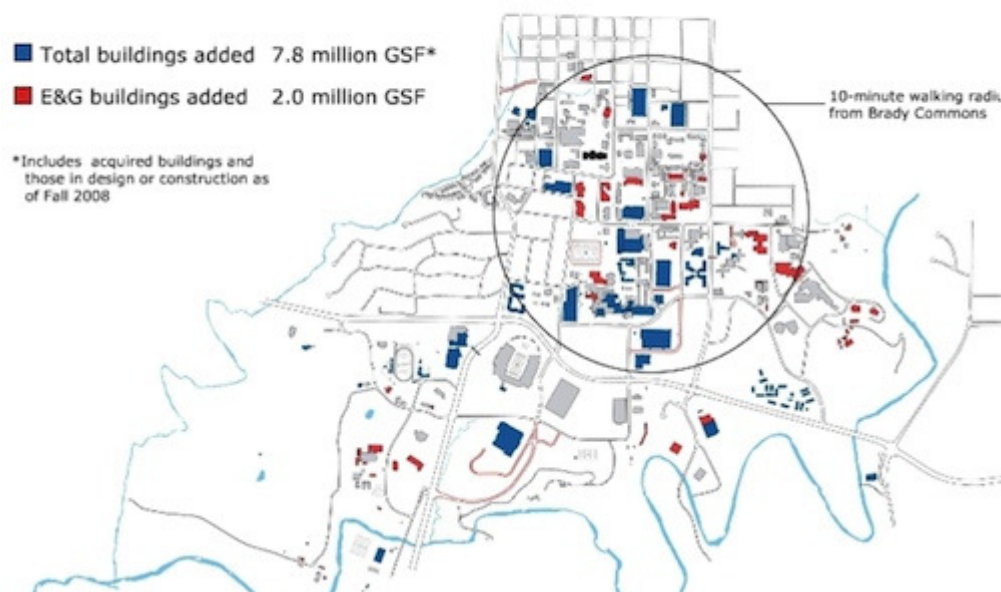 Total buildings added 7.8 million GSF*
E&G buildings added 2.0 million GSF
*Includes acquired buildings and
those in design or construction as
of Fall 2008
10-minute walking radiu
from Brady Commons